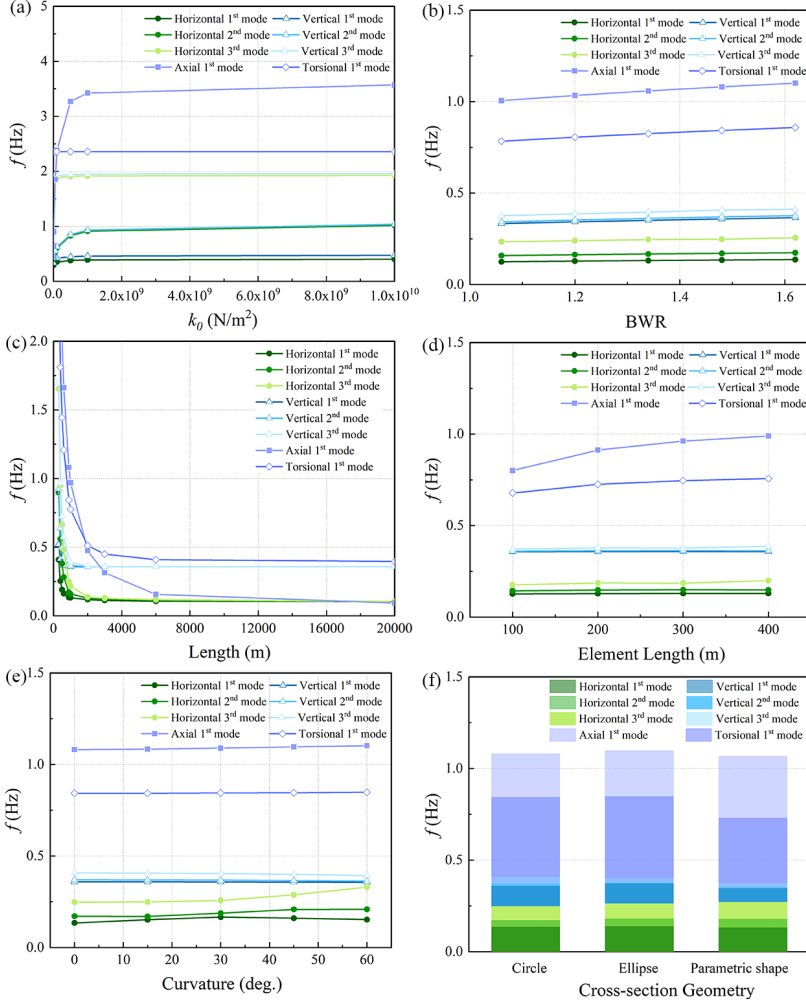 (a)
Horizontal 1st mode Vertical 1st mode
Horizontal 2nd mode Vertical 2nd mode
Horizontal 3rd mode Vertical 3rd mode
Axial 1st mode Torsional 1st mode
5
4
3
2
1
0
f (Hz)
0.0 2.0x10⁹ 4.0x10⁹ 6.0x10⁹ 8.0x10⁹ 1.0x10¹⁰
k₀ (N/m²)
(b)
Horizontal 1st mode Vertical 1st mode
Horizontal 2nd mode Vertical 2nd mode
Horizontal 3rd mode Vertical 3rd mode
Axial 1st mode Torsional 1st mode
1.5
1.0
0.5
0.0
f (Hz)
1.0 1.2 1.4 1.6
BWR
(c)
Horizontal 1st mode
Horizontal 2nd mode
Horizontal 3rd mode
Vertical 1st mode
Vertical 2nd mode
Vertical 3rd mode
Axial 1st mode
Torsional 1st mode
2.0
1.5
1.0
0.5
0.0
f (Hz)
0 4000 8000 12000 16000 20000
Length (m)
(d)
Horizontal 1st mode Vertical 1st mode
Horizontal 2nd mode Vertical 2nd mode
Horizontal 3rd mode Vertical 3rd mode
Axial 1st mode Torsional 1st mode
1.5
1.0
0.5
0.0
f (Hz)
100 200 300 400
Element Length (m)
(e)
Horizontal 1st mode Vertical 1st mode
Horizontal 2nd mode Vertical 2nd mode
Horizontal 3rd mode Vertical 3rd mode
Axial 1st mode Torsional 1st mode
1.5
1.0
0.5
0.0
f (Hz)
0 10 20 30 40 50 60
Curvature (deg.)
(f)
Horizontal 1st mode Vertical 1st mode
Horizontal 2nd mode Vertical 2nd mode
Horizontal 3rd mode Vertical 3rd mode
Axial 1st mode Torsional 1st mode
1.5
1.0
0.5
0.0
f (Hz)
Circle Ellipse Parametric shape
Cross-section Geometry